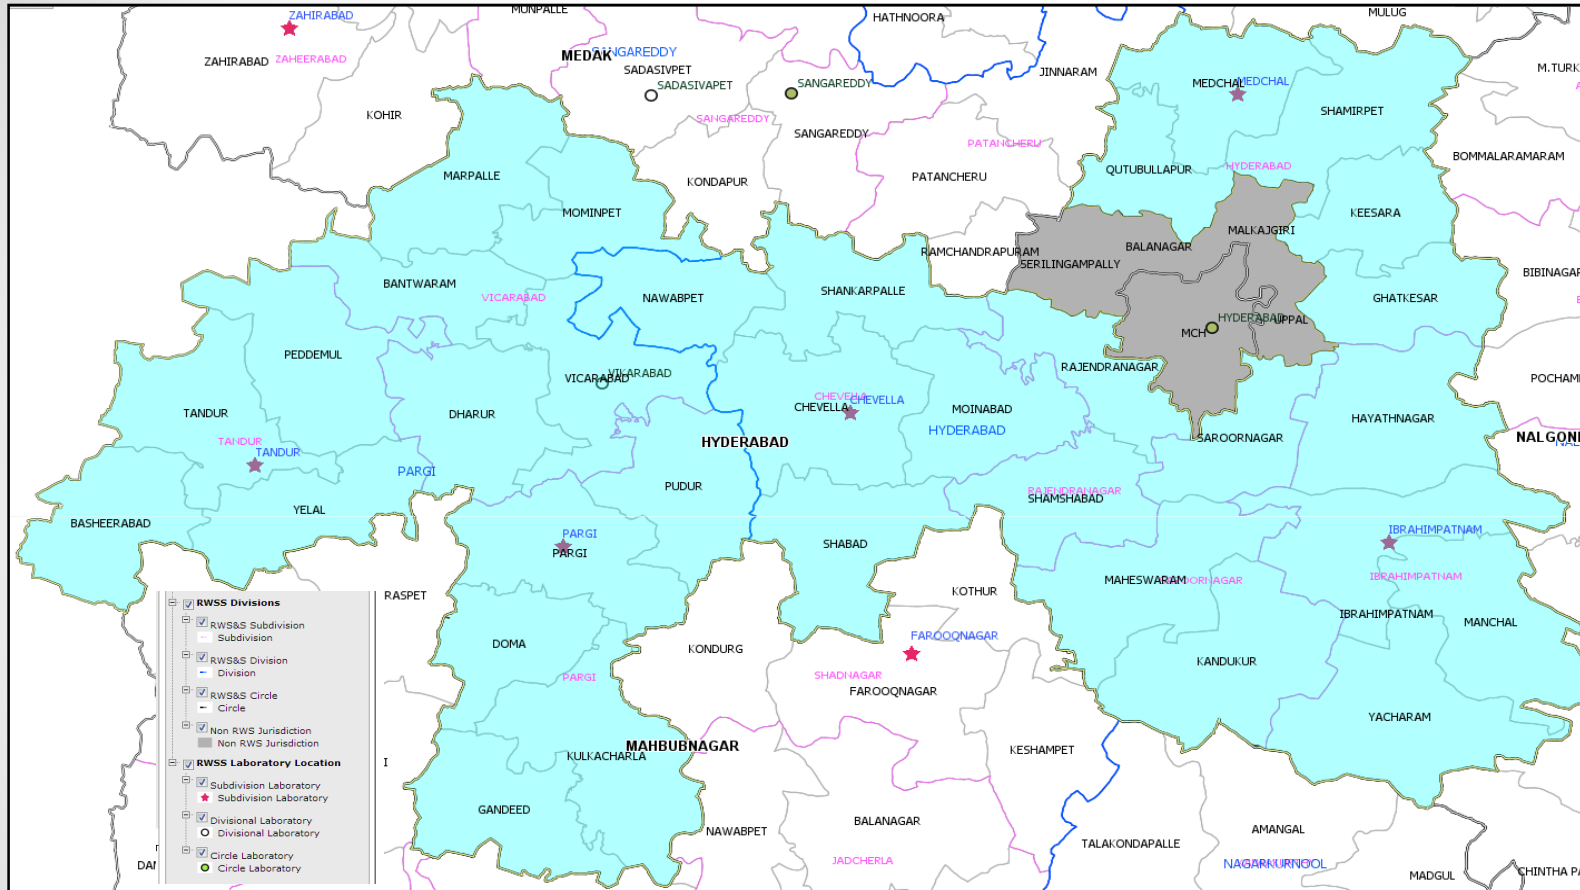 MUNPALLE
MULUG
ZAHIRABAD
HATHNOORA
SANGAREDDY
MEDAK
ZAHIRABAD
ZAHEERABAD
SADASIVPET
JINNARAM
M.TURK
MEDCHAL
MEDCHAL
SADASIVAPET
SANGAREDDY
SHAMIRPET
KOHIR
SANGAREDDY
SANGAREDDY
PATANCHERU
BOMMALARAMARAM
HYDERABAD
QUTUBULLAPUR
MARPALLE
KONDAPUR
PATANCHERU
MOMINPET
KEESARA
MALKAJGIRI
BALANAGAR
RAMCHANDRAPURAM
SERILINGAMPALLY
BIBINAGAR
BANTWARAM
SHANKARPALLE
VICARABAD
NAWABPET
GHATKESAR
HYDERABAD
UPPAL
MCH
PEDDEMUL
RAJENDRANAGAR
VIKARABAD
VICARABAD
POCHAM
CHEVELLA
CHEVELLA
CHEVELLA
MOINABAD
TANDUR
DHARUR
HAYATHNAGAR
HYDERABAD
SAROORNAGAR
NALGON
TANDUR
HYDERABAD
TANDUR
PARGI
PUDUR
RAJENDRANAGAR
SHAMSHABAD
YELAL
BASHEERABAD
PARGI
IBRAHIMPATNAM
SHABAD
PARGI
MAHESWARAM
IBRAHIMPATNAM
KOTHUR
RASPET
IBRAHIMPATNAM
MANCHAL
FAROOQNAGAR
DOMA
KONDURG
KANDUKUR
PARGI
SHADNAGAR
FAROOQNAGAR
YACHARAM
MAHBUBNAGAR
KESHAMPET
KULKACHARLA
GANDEED
BALANAGAR
NAWABPET
AMANGAL
TALAKONDAPALLE
JADCHERLA
NAGARKURNOOL
MADGUL
CHINTHA PA
DAN
RWSS Divisions
RWS&S Subdivision
Subdivision
RWS&S Division
Division
RWS&S Circle
Circle
Non RWS Jurisdiction
Non RWS Jurisdiction
RWSS Laboratory Location
Subdivision Laboratory
Subdivision Laboratory
Divisional Laboratory
Divisional Laboratory
Circle Laboratory
Circle Laboratory